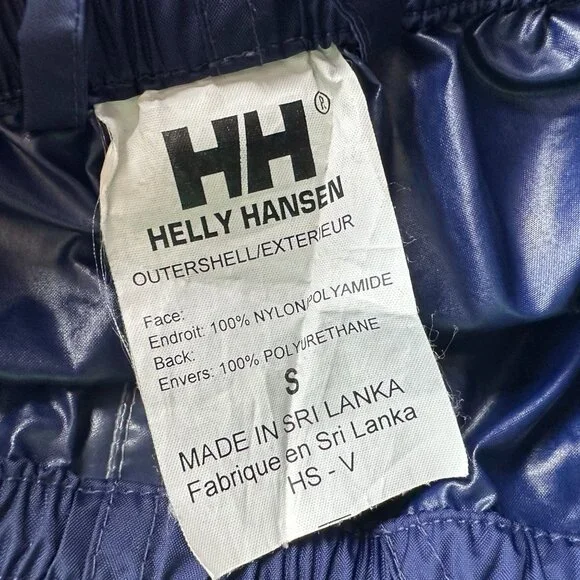 HH®
HELLY HANSEN
OUTERSHELL/EXTERIEUR
Face:
Endroit: 100% NYLON/POLYAMIDE
Back:
Envers: 100% POLYURETHANE
S
MADE IN SRI LANKA
Fabrique en Sri Lanka
HS - V